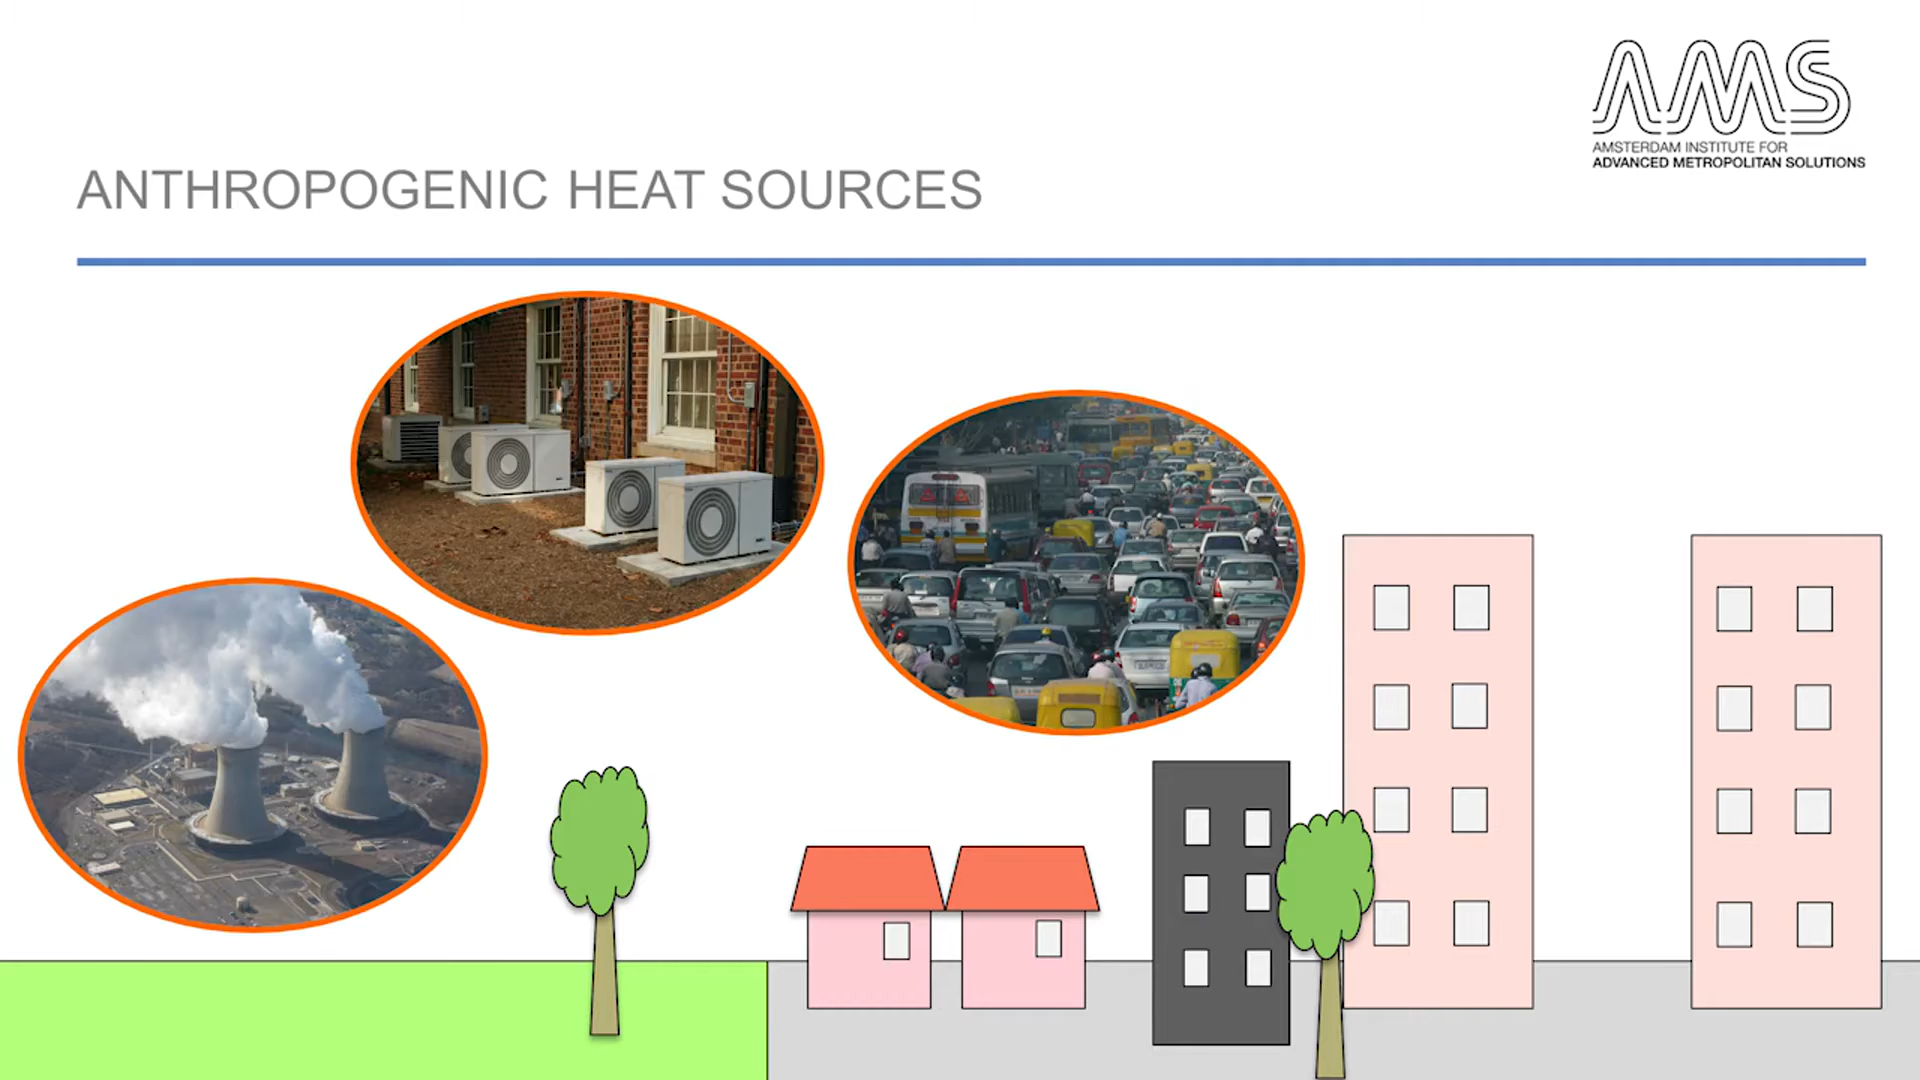 AMS
AMSTERDAM INSTITUTE FOR
ADVANCED METROPOLITAN SOLUTIONS
ANTHROPOGENIC HEAT SOURCES